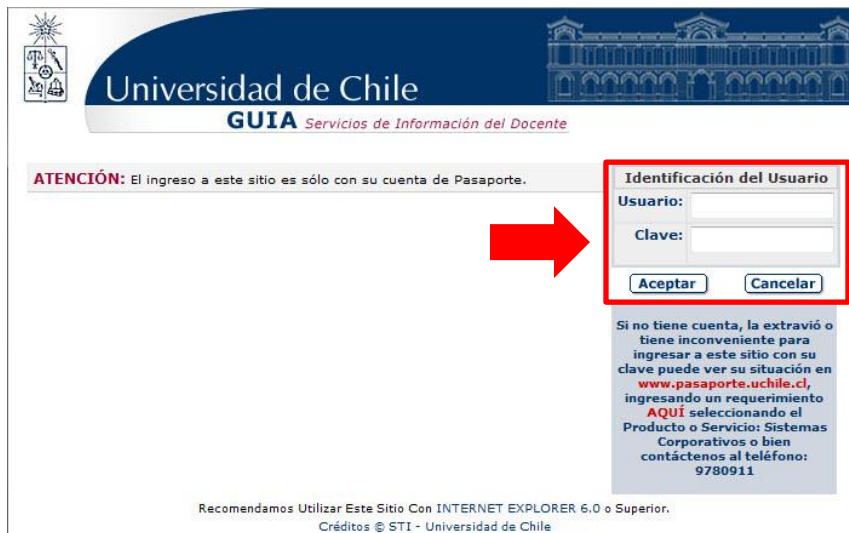 Universidad de Chile
GUIA Servicios de Información del Docente
ATENCIÓN: El ingreso a este sitio es sólo con su cuenta de Pasaporte.
Identificación del Usuario
Usuario:
Clave:
Aceptar Cancelar
Si no tiene cuenta, la extravió o
tiene inconveniente para
ingresar a este sitio con su
clave puede ver su situación en
www.pasaporte.uchile.cl,
ingresando un requerimiento
AQUÍ seleccionando el
Producto o Servicio: Sistemas
Corporativos o bien
contáctenos al teléfono:
9780911
Recomendamos Utilizar Este Sitio Con INTERNET EXPLORER 6.0 o Superior.
Créditos @ STI - Universidad de Chile